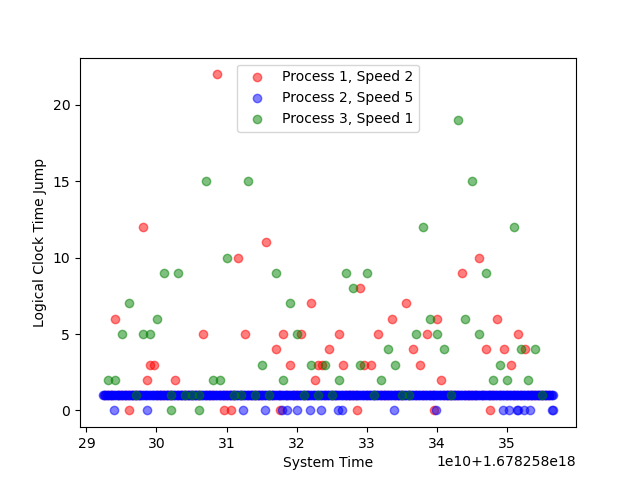 Process 1, Speed 2
Process 2, Speed 5
Process 3, Speed 1
20
15
10
5
0
Logical Clock Time Jump
29 30 31 32 33 34 35
System Time
1e10+1.678258e18